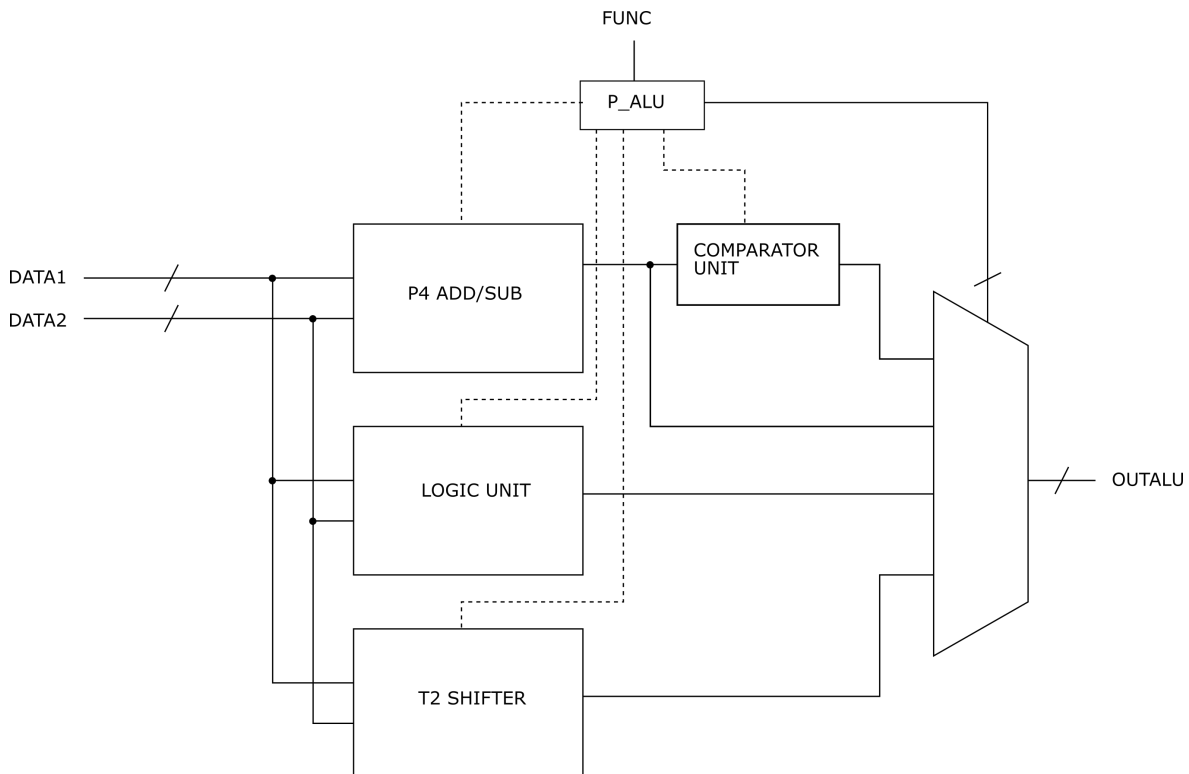 FUNC
P_ALU
COMPARATOR
UNIT
DATA1
P4 ADD/SUB
DATA2
OUTALU
LOGIC UNIT
T2 SHIFTER